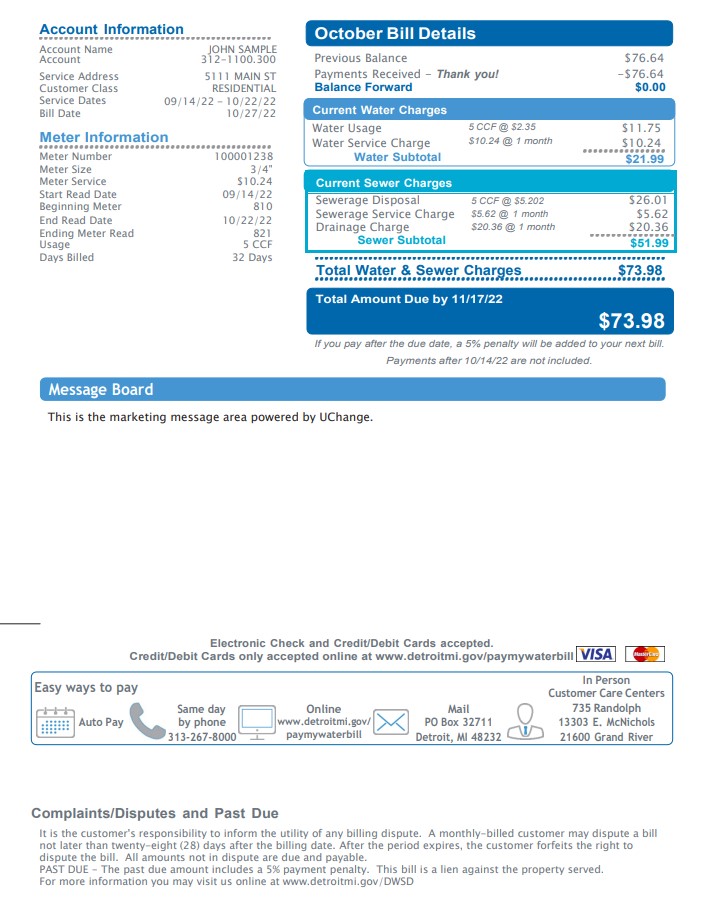 Account Information
Account Name JOHN SAMPLE
Account 312-1100.300
Service Address 5111 MAIN ST
Customer Class RESIDENTIAL
Service Dates 09/14/22 - 10/22/22
Bill Date 10/27/22
Meter Information
Meter Number 100001238
Meter Size 3/4"
Meter Service $10.24
Start Read Date 09/14/22
Beginning Meter 810
End Read Date 10/22/22
Ending Meter Read 821
Usage 5 CCF
Days Billed 32 Days
October Bill Details
Previous Balance $76.64
Payments Received - Thank you! -$76.64
Balance Forward $0.00
Current Water Charges
Water Usage 5 CCF @ $2.35 $11.75
Water Service Charge $10.24 @ 1 month $10.24
Water Subtotal $21.99
Current Sewer Charges
Sewerage Disposal 5 CCF @ $5.202 $26.01
Sewerage Service Charge $5.62 @ 1 month $5.62
Drainage Charge $20.36 @ 1 month $20.36
Sewer Subtotal $51.99
Total Water & Sewer Charges $73.98
Total Amount Due by 11/17/22
$73.98
If you pay after the due date, a 5% penalty will be added to your next bill.
Payments after 10/14/22 are not included.
Message Board
This is the marketing message area powered by UChange.
Electronic Check and Credit/Debit Cards accepted.
Credit/Debit Cards only accepted online at www.detroitmi.gov/paymywaterbill VISA MasterCard
Easy ways to pay
Auto Pay
Same day
by phone
313-267-8000
Online
www.detroitmi.gov/
paymywaterbill
Mail
PO Box 32711
Detroit, MI 48232
In Person
Customer Care Centers
735 Randolph
13303 E. McNichols
21600 Grand River
Complaints/Disputes and Past Due
It is the customer's responsibility to inform the utility of any billing dispute. A monthly-billed customer may dispute a bill
not later than twenty-eight (28) days after the billing date. After the period expires, the customer forfeits the right to
dispute the bill. All amounts not in dispute are due and payable.
PAST DUE - The past due amount includes a 5% payment penalty. This bill is a lien against the property served.
For more information you may visit us online at www.detroitmi.gov/DWSD